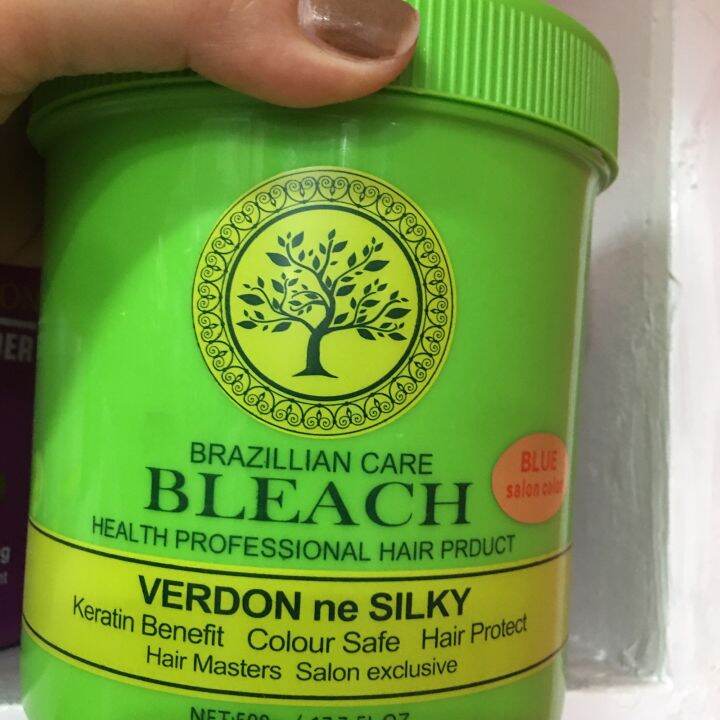 BRAZILLIAN CARE
BLEACH
HEALTH PROFESSIONAL HAIR PRDUCT
BLUE
salon color
VERDON ne SILKY
Keratin Benefit Colour Safe Hair Protect
Hair Masters Salon exclusive